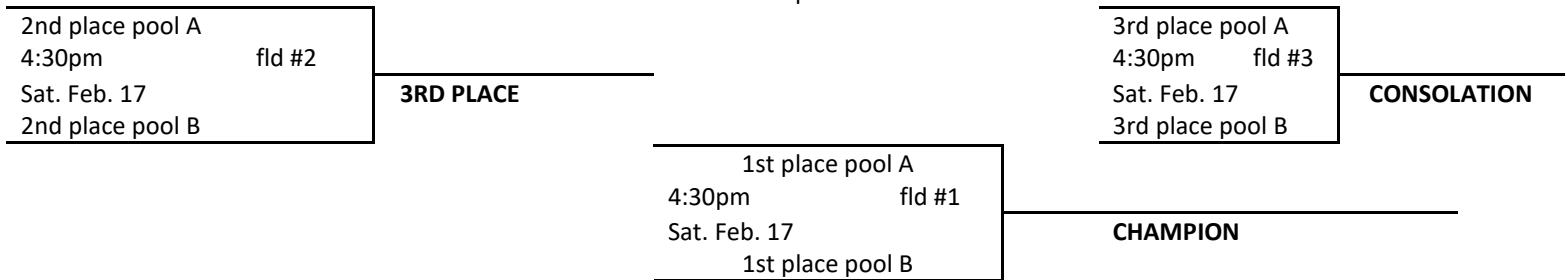 2nd place pool A
4:30pm fld #2
Sat. Feb. 17
2nd place pool B
3RD PLACE
3rd place pool A
4:30pm fld #3
Sat. Feb. 17
3rd place pool B
CONSOLATION
1st place pool A
4:30pm fld #1
Sat. Feb. 17
1st place pool B
CHAMPION